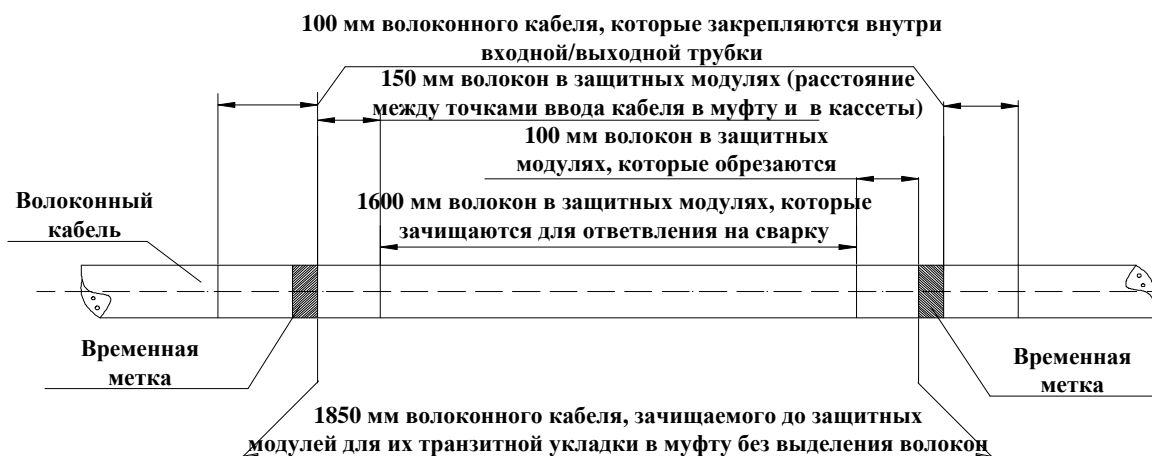 100 мм волоконного кабеля, которые закрепляются внутри
входной/выходной трубки
150 мм волокон в защитных модулях (расстояние
между точками ввода кабеля в муфту и в кассеты)
100 мм волокон в защитных
модулях, которые обрезаются
1600 мм волокон в защитных модулях, которые
зачищаются для ответвления на сварку
Волоконный
кабель
Временная
метка
Временная
метка
1850 мм волоконного кабеля, зачищаемого до защитных
модулей для их транзитной укладки в муфту без выделения волокон